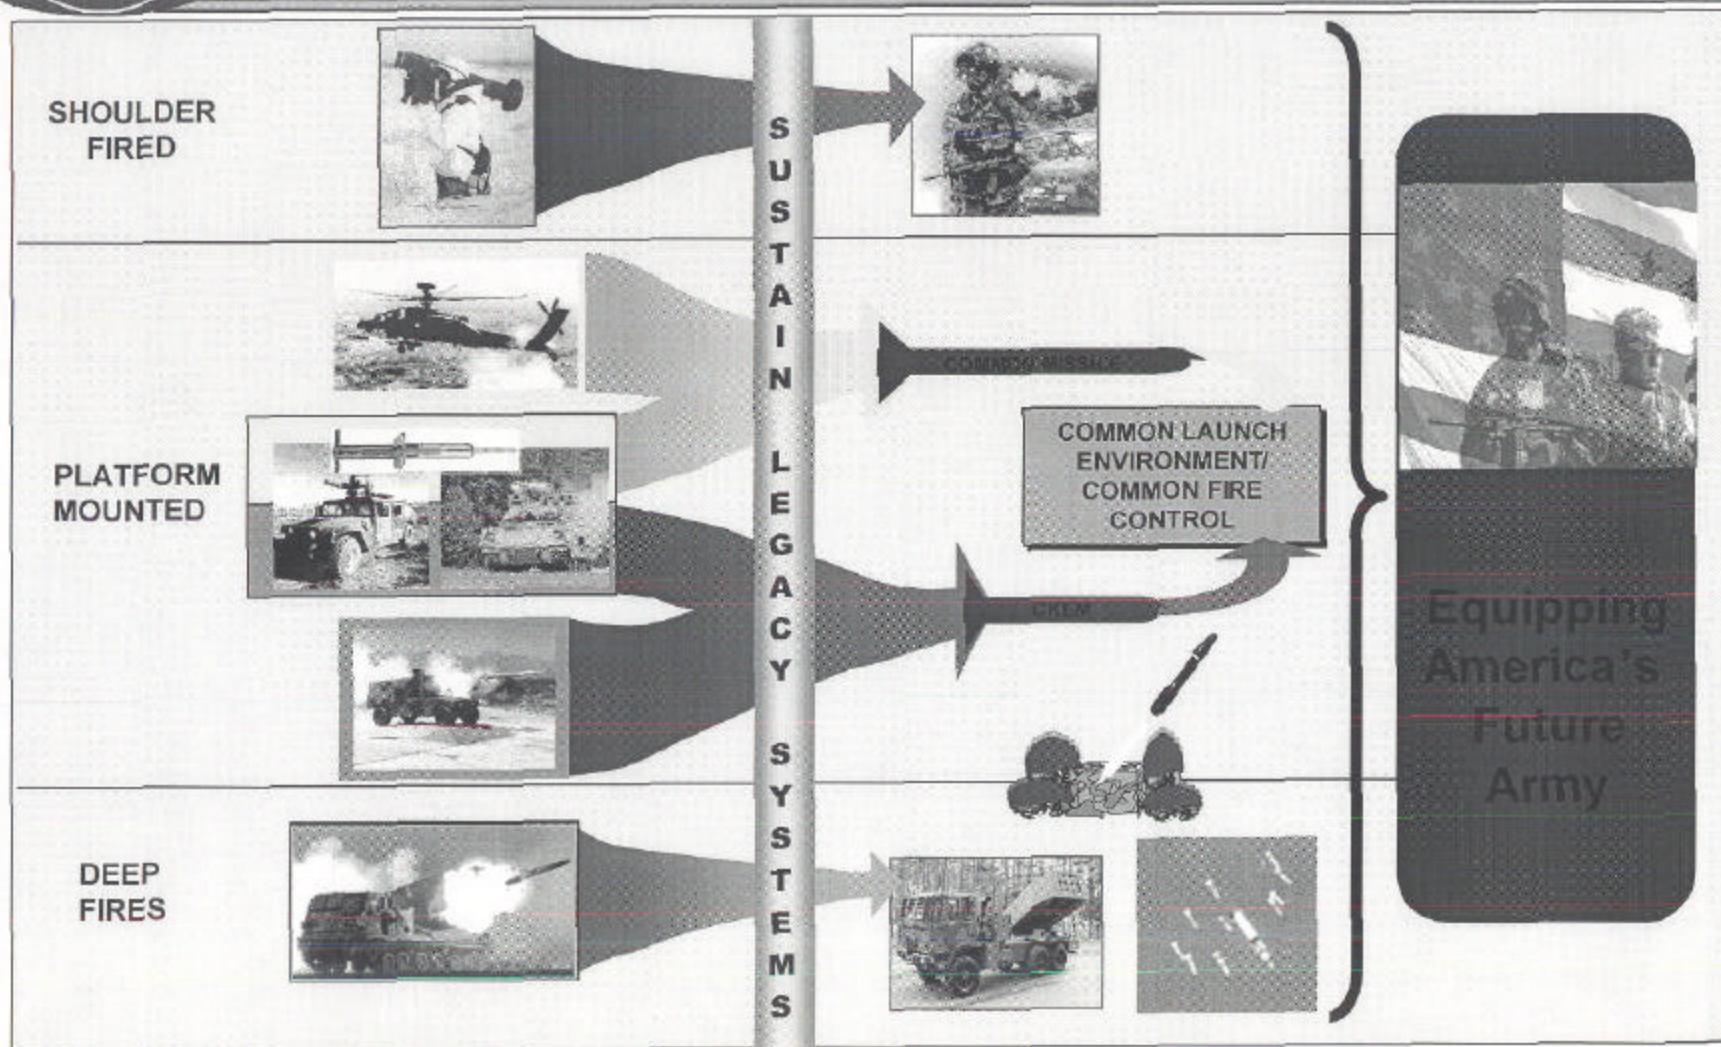 SHOULDER
FIRED
PLATFORM
MOUNTED
DEEP
FIRES
SUSTAIN LEGACY SYSTEMS
COMMON MISSILE
COMMON LAUNCH
ENVIRONMENT/
COMMON FIRE
CONTROL
CKEM
Equipping
America's
Future
Army